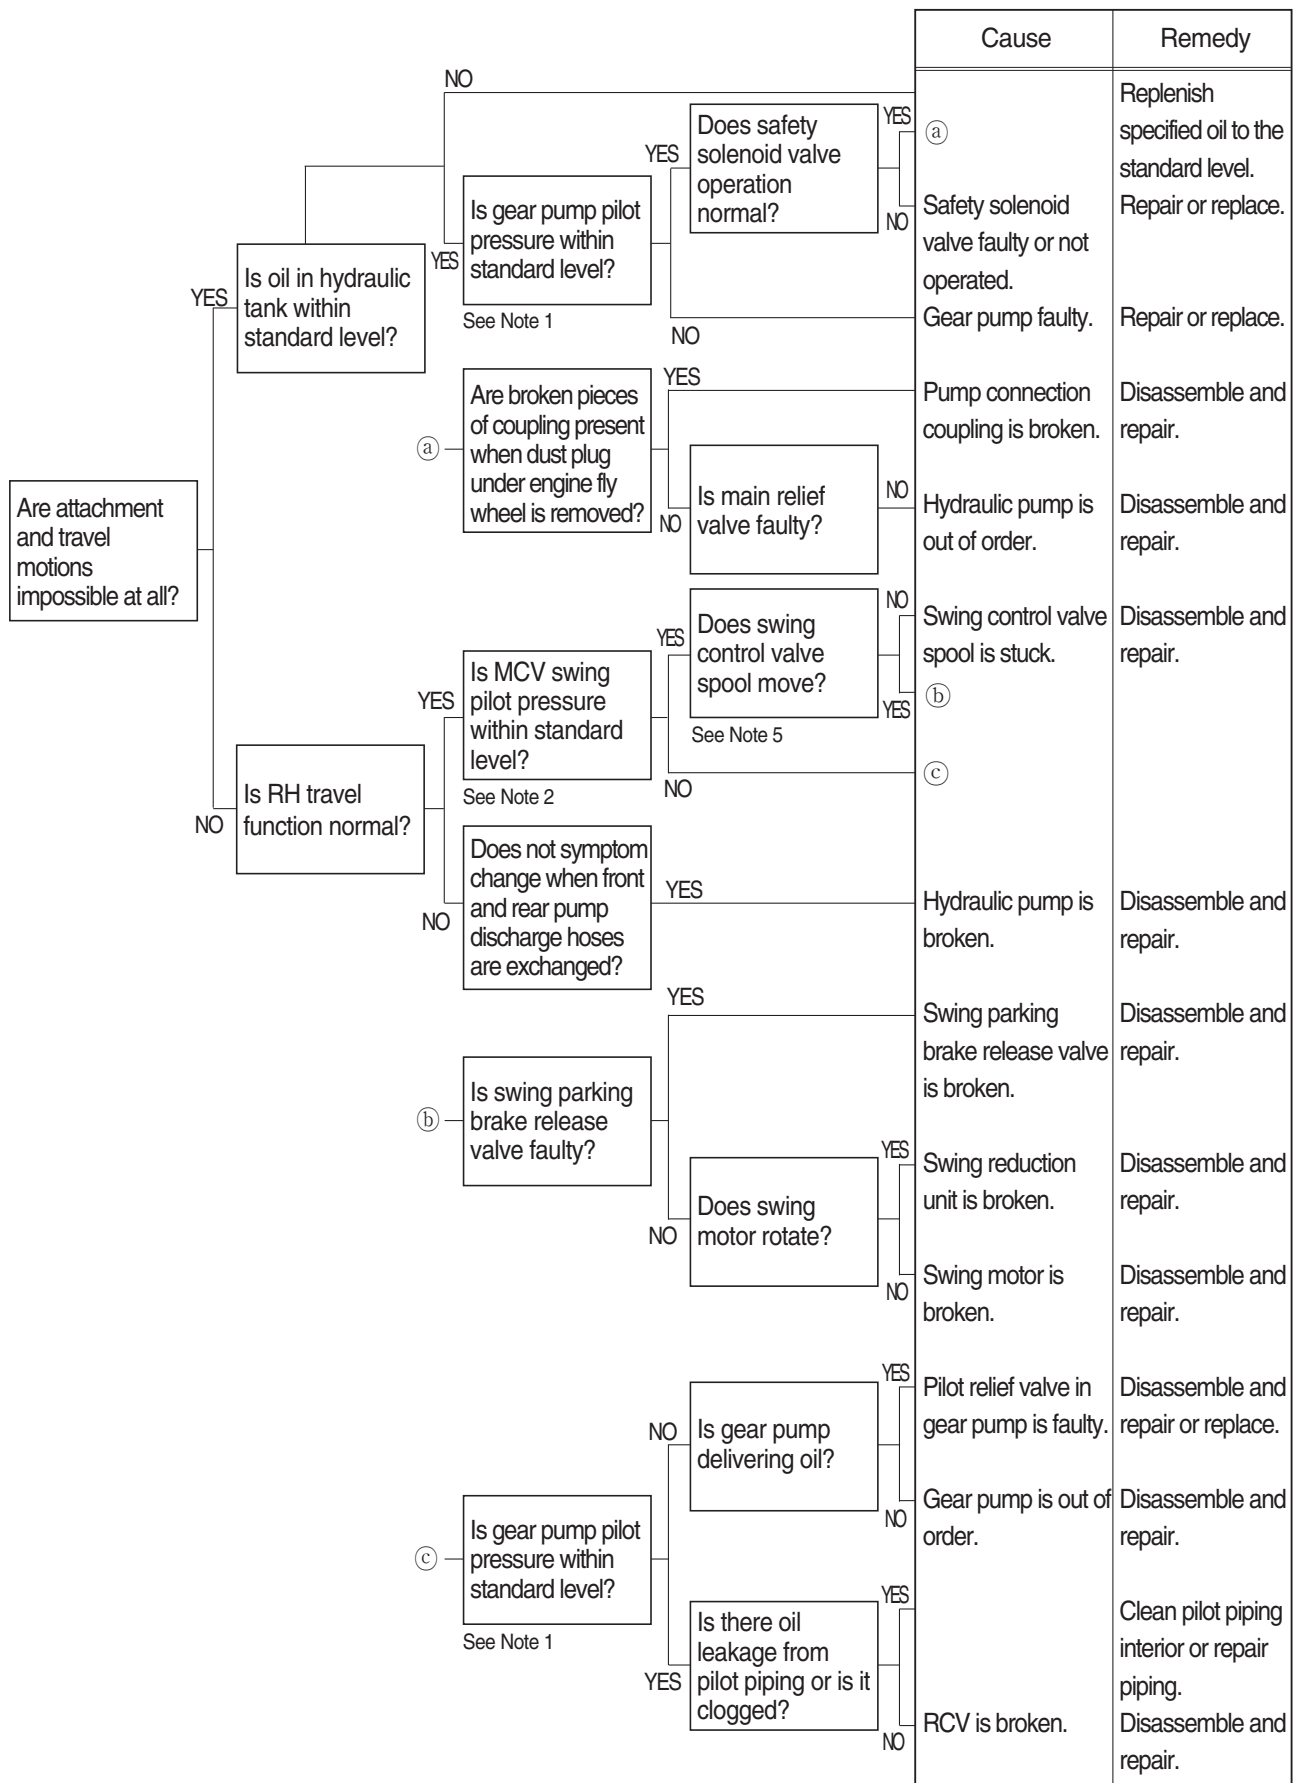 Cause
Remedy
NO
Replenish
specified oil to the
standard level.
Does safety
solenoid valve
operation
normal?
YES
ⓐ
YES
NO
Safety solenoid
valve faulty or not
operated.
Repair or replace.
Is gear pump pilot
pressure within
standard level?
See Note 1
YES
NO
Gear pump faulty.
Repair or replace.
Is oil in hydraulic
tank within
standard level?
YES
Are broken pieces
of coupling present
when dust plug
under engine fly
wheel is removed?
ⓐ
YES
Pump connection
coupling is broken.
Disassemble and
repair.
NO
Is main relief
valve faulty?
NO
Hydraulic pump is
out of order.
Disassemble and
repair.
Are attachment
and travel
motions
impossible at all?
Does swing
control valve
spool move?
See Note 5
YES
NO
Swing control valve
spool is stuck.
Disassemble and
repair.
YES
ⓑ
Is MCV swing
pilot pressure
within standard
level?
See Note 2
YES
NO
ⓒ
Is RH travel
function normal?
NO
Does not symptom
change when front
and rear pump
discharge hoses
are exchanged?
NO
YES
Hydraulic pump is
broken.
Disassemble and
repair.
YES
Swing parking
brake release valve
is broken.
Disassemble and
repair.
ⓑ
Is swing parking
brake release
valve faulty?
NO
Does swing
motor rotate?
YES
Swing reduction
unit is broken.
Disassemble and
repair.
NO
Swing motor is
broken.
Disassemble and
repair.
NO
Is gear pump
delivering oil?
YES
Pilot relief valve in
gear pump is faulty.
Disassemble and
repair or replace.
NO
Gear pump is out of
order.
Disassemble and
repair.
ⓒ
Is gear pump pilot
pressure within
standard level?
See Note 1
YES
Is there oil
leakage from
pilot piping or is it
clogged?
YES
Clean pilot piping
interior or repair
piping.
NO
RCV is broken.
Disassemble and
repair.